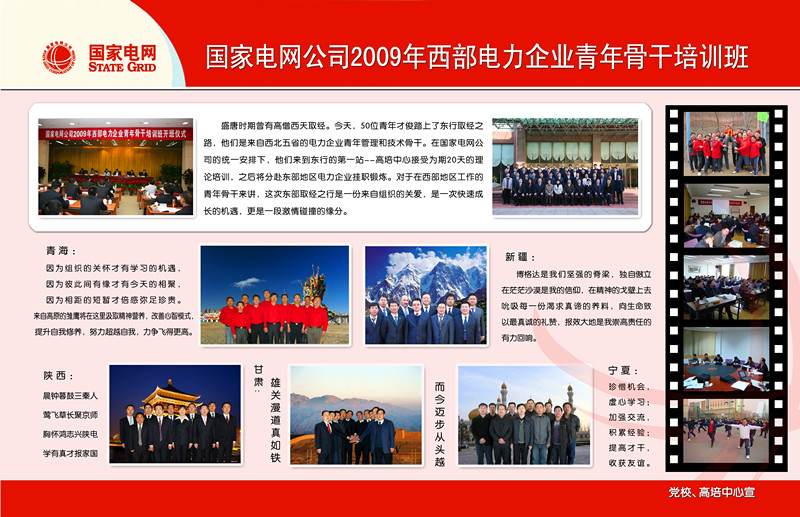 国家电网
STATE GRID
国家电网公司2009年西部电力企业青年骨干培训班
国家电网公司2009年西部电力企业青年骨干培训班开班仪式
盛唐时期曾有高僧西天取经。今天，50位青年才俊踏上了东行取经之
路，他们是来自西北五省的电力企业青年管理和技术骨干。在国家电网公
司的统一安排下，他们来到东行的第一站--高培中心接受为期20天的理
论培训，之后将分赴东部地区电力企业挂职锻炼。对于在西部地区工作的
青年骨干来讲，这次东部取经之行是一份来自组织的关爱，是一次快速成
长的机遇，更是一段激情碰撞的缘分。
青海：
因为组织的关怀才有学习的机遇，
因为彼此间有缘才有今天的相聚，
因为相距的短暂才倍感弥足珍贵。
来自高原的雏鹰将在这里汲取精神营养，改善心智模式，
提升自我修养，努力超越自我，力争飞得更高。
新疆：
博格达是我们坚强的脊梁，独自傲立
在茫茫沙漠是我的信仰，在精神的戈壁上去
吮吸每一份渴求真谛的养料，向生命致
以最真诚的礼赞，报效大地是我崇高责任的
有力回响。
陕西：
晨钟暮鼓三秦人
莺飞草长聚京师
胸怀鸿志兴陕电
学有真才报家国
甘肃：
雄关漫道真如铁
而今迈步从头越
宁夏：
珍惜机会，
虚心学习；
加强交流，
积累经验；
提高才干，
收获友谊。
党校、高培中心宣